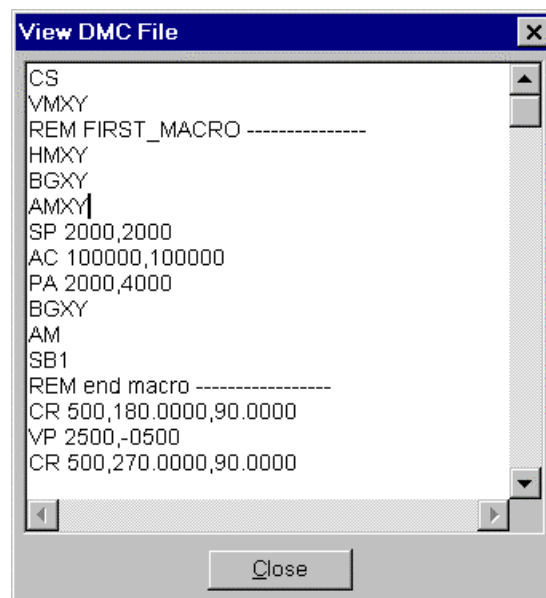 View DMC File
CS
VMXY
REM FIRST_MACRO ---------------
HMXY
BGXY
AMXY
SP 2000,2000
AC 100000,100000
PA 2000,4000
BGXY
AM
SB1
REM end macro -----------------
CR 500,180.0000,90.0000
VP 2500,-0500
CR 500,270.0000,90.0000
Close